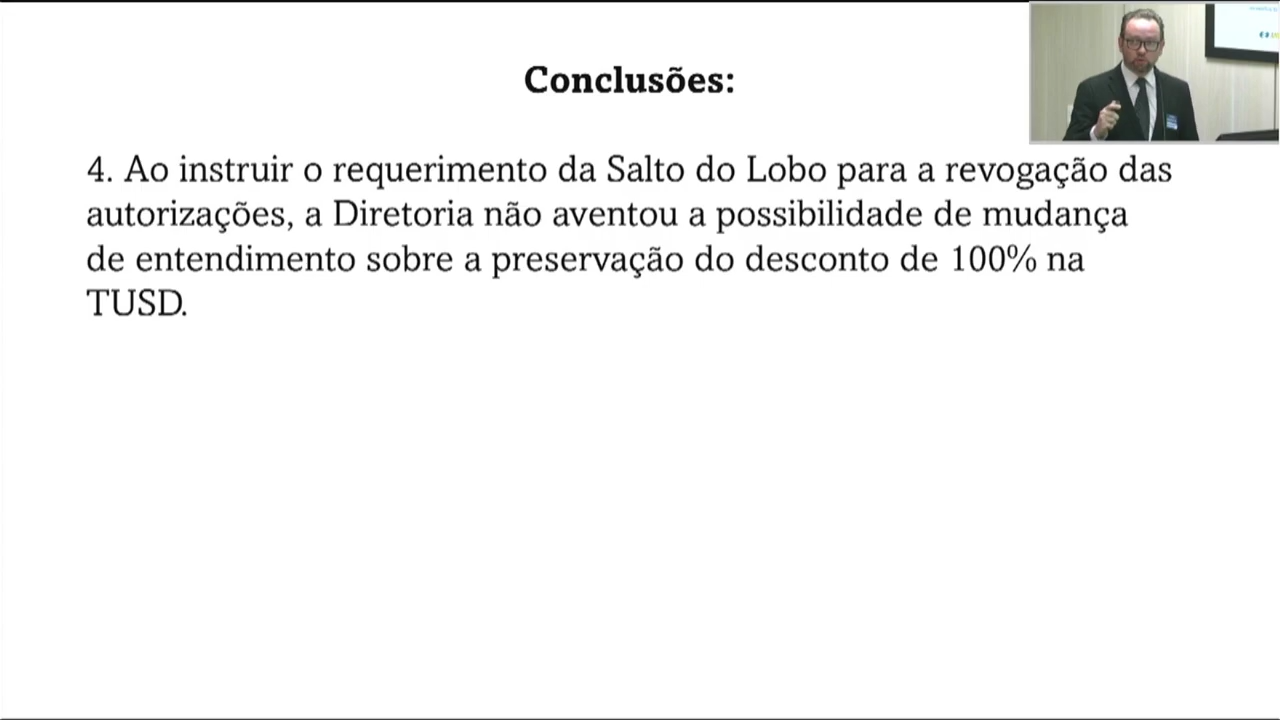 Conclusões:
4. Ao instruir o requerimento da Salto do Lobo para a revogação das
autorizações, a Diretoria não aventou a possibilidade de mudança
de entendimento sobre a preservação do desconto de 100% na
TUSD.